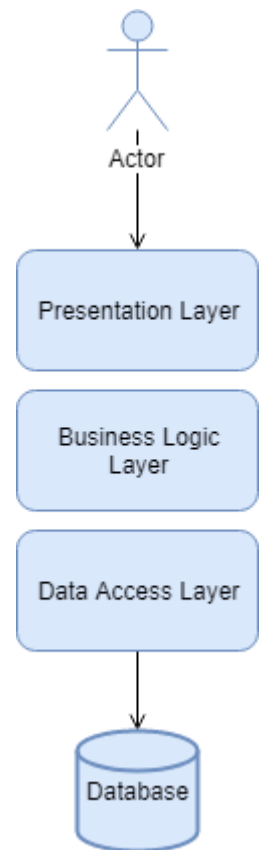 Actor
Presentation Layer
Business Logic
Layer
Data Access Layer
Database